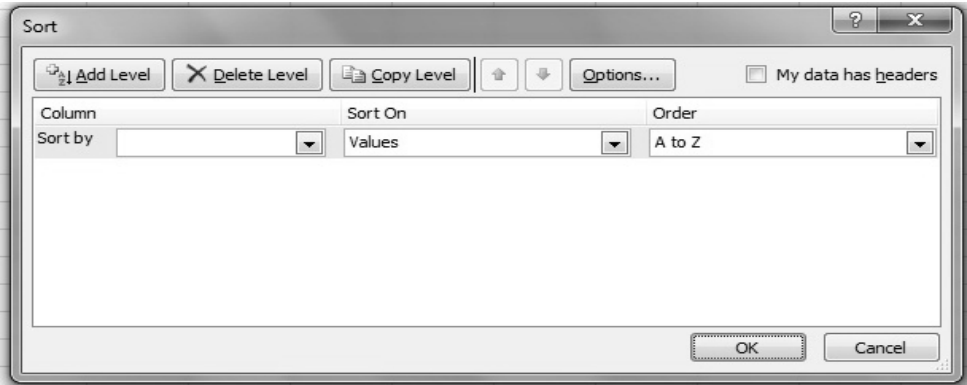 Sort ?
Add Level Delete Level Copy Level Options... My data has headers
Column Sort On Order
Sort by Values A to Z
OK Cancel